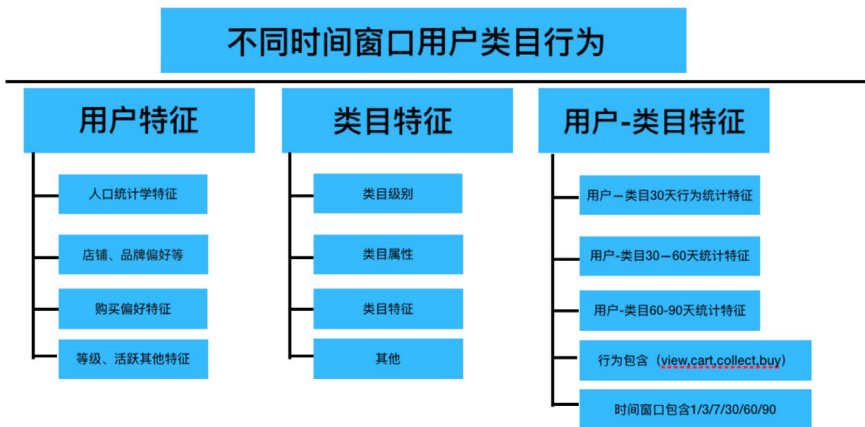 不同时间窗口用户类目行为
用户特征
人口统计学特征
店铺、品牌偏好等
购买偏好特征
等级、活跃其他特征
类目特征
类目级别
类目属性
类目特征
其他
用户-类目特征
用户—类目30天行为统计特征
用户-类目30—60天统计特征
用户-类目60-90天统计特征
行为包含（view,cart,collect,buy）
时间窗口包含1/3/7/30/60/90